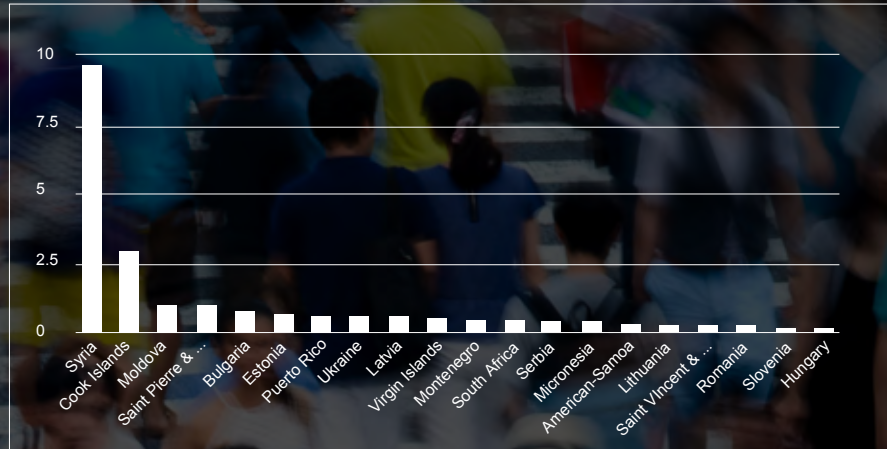 10
7.5
5
2.5
0
Syria
Cook Islands
Moldova
Saint Pierre & ...
Bulgaria
Estonia
Puerto Rico
Ukraine
Latvia
Virgin Islands
Montenegro
South Africa
Serbia
Micronesia
American-Samoa
Lithuania
Saint VIncent & ...
Romania
Slovenia
Hungary